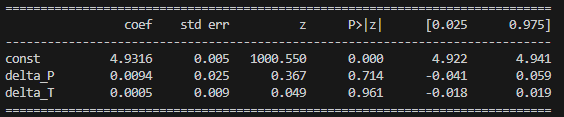 ==============================================================================
coef std err z P>|z| [0.025 0.975]
------------------------------------------------------------------------------
const 4.9316 0.005 1000.550 0.000 4.922 4.941
delta_P 0.0094 0.025 0.367 0.714 -0.041 0.059
delta_T 0.0005 0.009 0.049 0.961 -0.018 0.019
==============================================================================